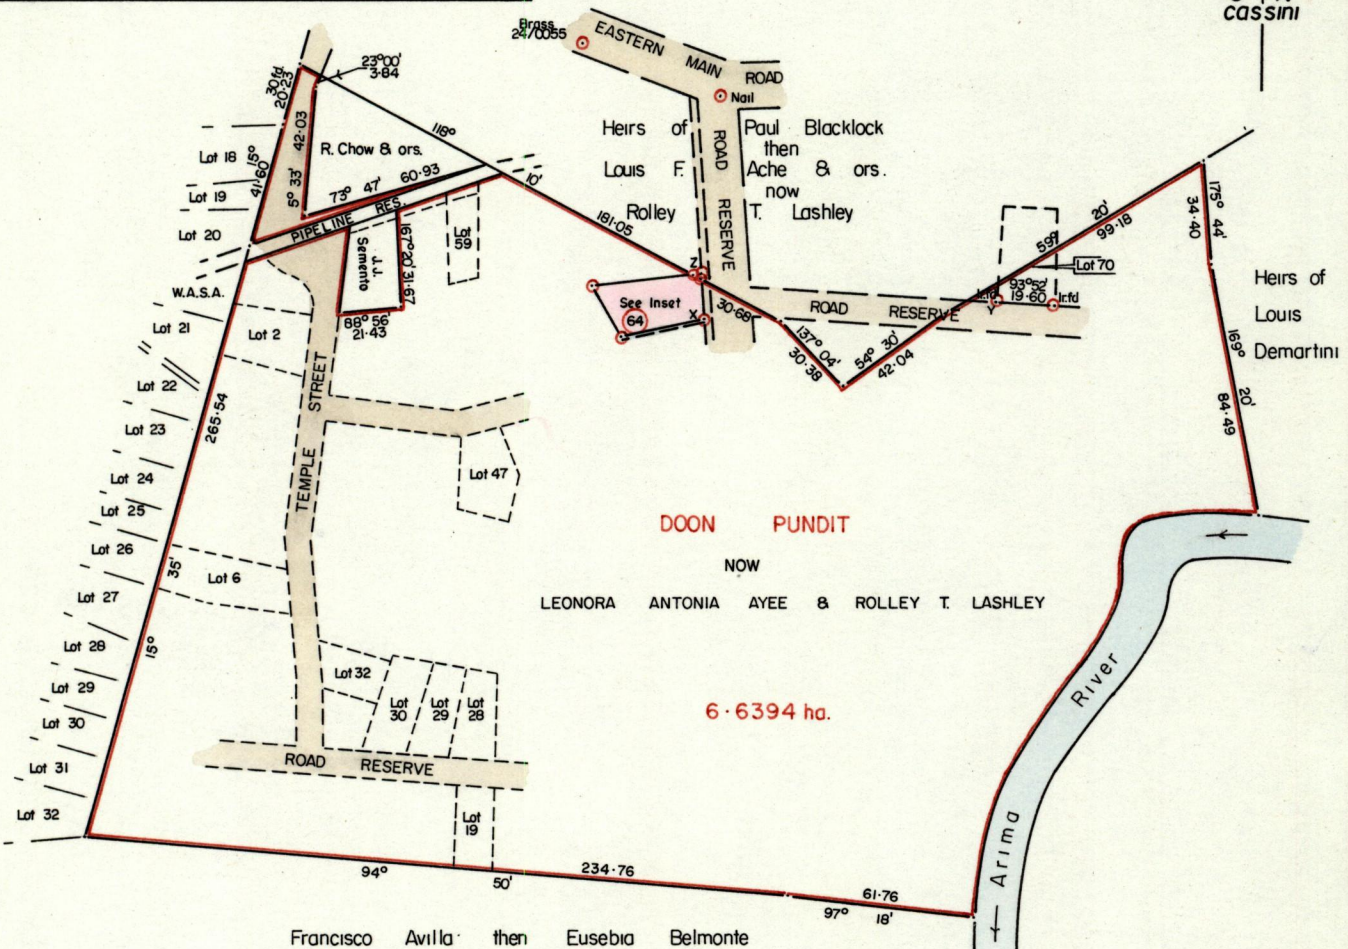 cassini
Brass
24/0055
EASTERN MAIN ROAD
Nail
23°00'
3·84
30fd.
20·23
42·03
118°
R. Chow & ors.
Heirs of Paul Blacklock
then
Louis F. Ache & ors.
now
Rolley T. Lashley
ROAD RESERVE
Lot 18
15°
41·60
5° 33'
73° 47' 60·93
10'
Lot 19
PIPELINE RES.
Lot 20
181·05
J.J. Semento
167° 20' 31·67
Lot 59
20'
59°
99·18
175° 44'
34·40
Lot 70
Z
See Inset
64
X
30·68
93°52'
19·60
Ir.fd
Ir.fd
Y
ROAD RESERVE
Heirs of
Louis
Demartini
W.A.S.A.
Lot 21
Lot 2
88° 56'
21·43
137° 04'
30·38
54° 30'
42·04
169° 20'
84·49
Lot 22
265·54
Lot 23
TEMPLE STREET
Lot 24
Lot 47
Lot 25
DOON PUNDIT
Lot 26
35'
15°
Lot 6
NOW
Lot 27
LEONORA ANTONIA AYEE & ROLLEY T. LASHLEY
Lot 28
Lot 29
Lot 32
Lot 30
Lot 29
Lot 28
Lot 30
6·6394 ha.
River
Lot 31
ROAD RESERVE
Lot 32
Lot 19
Arima
94° 50'
234·76
61·76
97° 18'
Francisco Avilla then Eusebia Belmonte